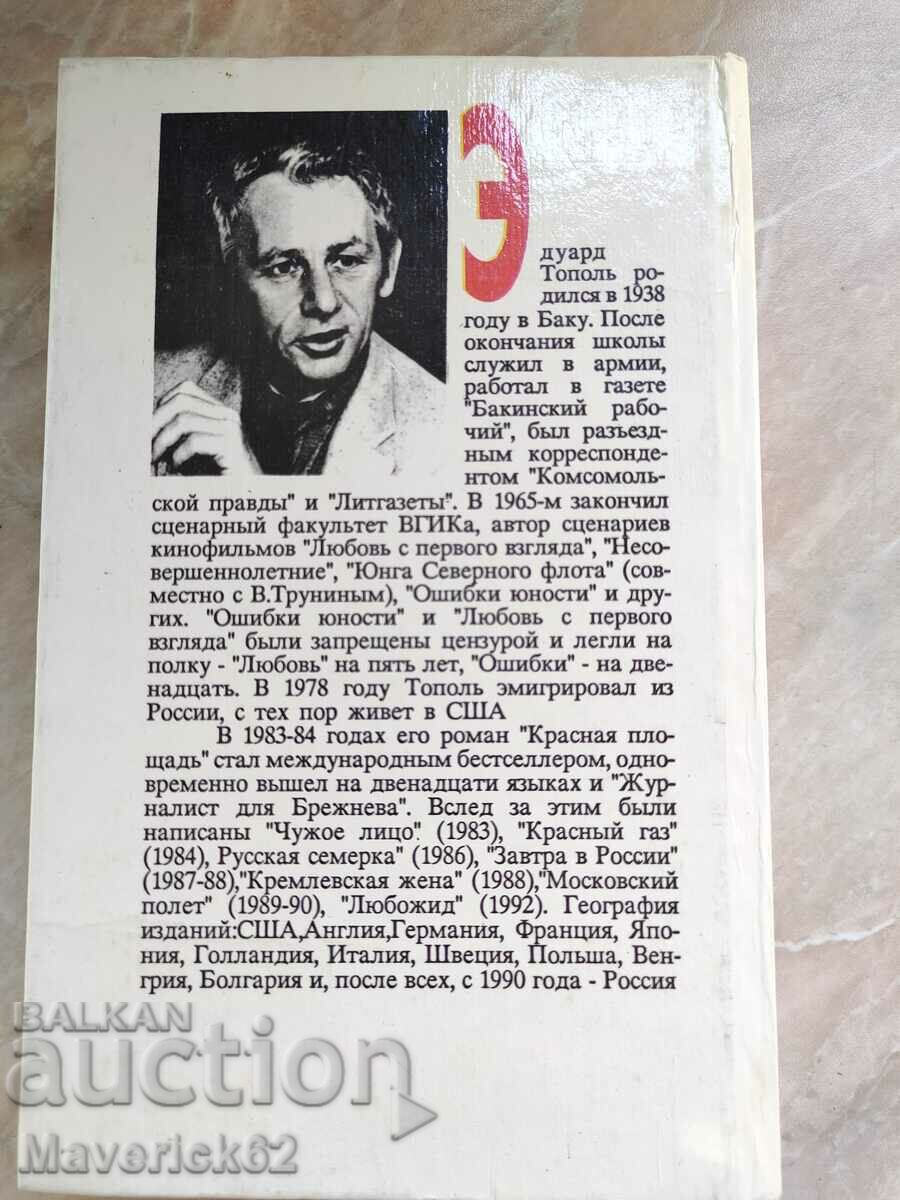 Э
дуард
Тополь ро-
дился в 1938
году в Баку. После
окончания школы
служил в армии,
работал в газете
"Бакинский рабо-
чий", был разъезд-
ным корреспонде-
нтом "Комсомоль-
ской правды" и "Литгазеты". В 1965-м закончил
сценарный факультет ВГИКа, автор сценариев
кинофильмов "Любовь с первого взгляда", "Несо-
вершеннолетние", "Юнга Северного флота" (сов-
местно с В.Труниным), "Ошибки юности" и дру-
гих. "Ошибки юности" и "Любовь с первого
взгляда" были запрещены цензурой и легли на
полку - "Любовь" на пять лет, "Ошибки" - на две-
надцать. В 1978 году Тополь эмигрировал из
России, с тех пор живет в США
В 1983-84 годах его роман "Красная пло-
щадь" стал международным бестселлером, одно-
временно вышел на двенадцати языках и "Жур-
налист для Брежнева". Вслед за этим были
написаны "Чужое лицо" (1983), "Красный газ"
(1984), Русская семерка" (1986), "Завтра в России"
(1987-88),"Кремлевская жена" (1988),"Московский
полет" (1989-90), "Любожид" (1992). География
изданий:США,Англия,Германия, Франция, Япо-
ния, Голландия, Италия, Швеция, Польша, Вен-
грия, Болгария и, после всех, с 1990 года - Россия
BALKAN
auction
Maverick62